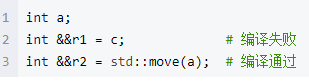 1 int a;
2 int &&r1 = c; # 编译失败
3 int &&r2 = std::move(a); # 编译通过